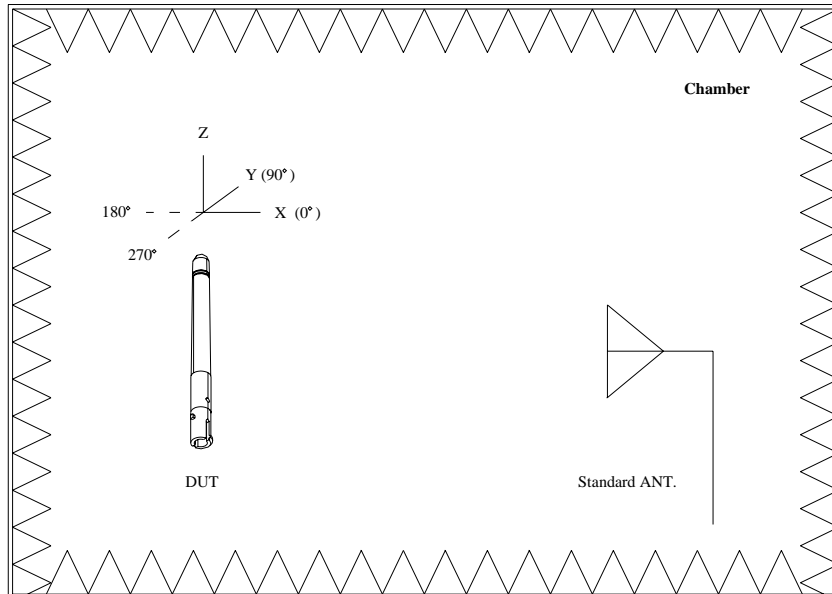 Chamber
Z
Y (90°)
180° X (0°)
270°
DUT Standard ANT.